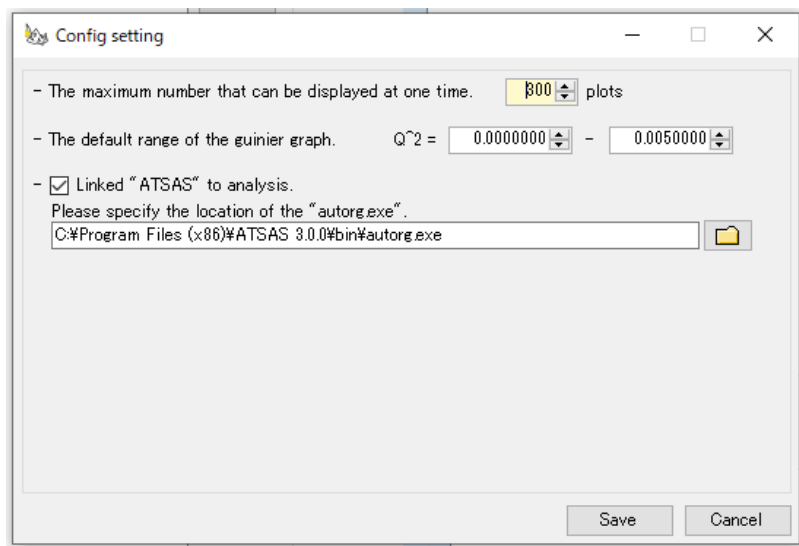 Config setting
- The maximum number that can be displayed at one time. 300 plots
- The default range of the guinier graph. Q^2 = 0.0000000 - 0.0050000
- Linked "ATSAS" to analysis.
Please specify the location of the "autorg.exe".
C:¥Program Files (x86)¥ATSAS 3.0.0¥bin¥autorg.exe
Save Cancel